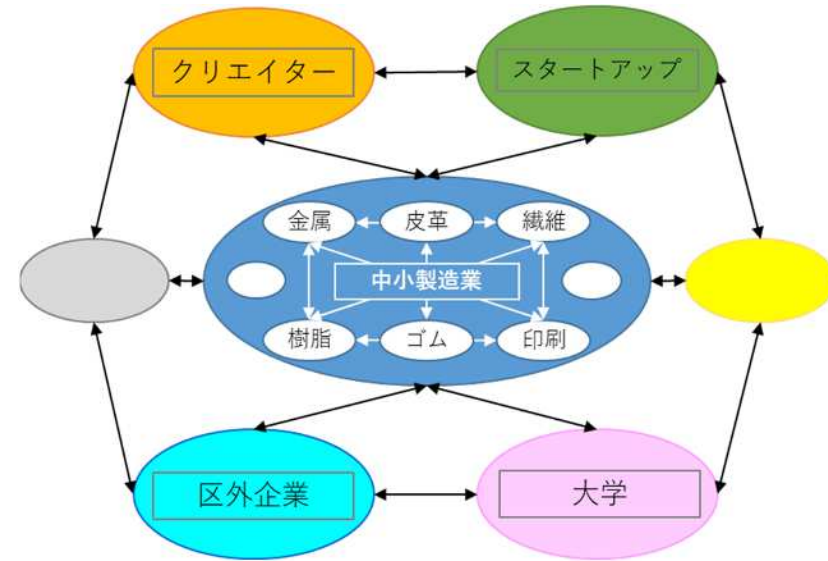 クリエイター
スタートアップ
金属
皮革
繊維
中小製造業
樹脂
ゴム
印刷
区外企業
大学